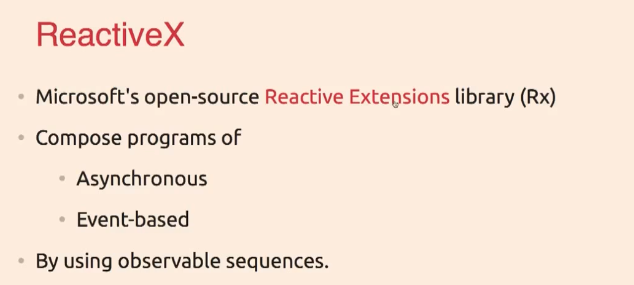 ReactiveX
• Microsoft's open-source Reactive Extensions library (Rx)
• Compose programs of
• Asynchronous
• Event-based
• By using observable sequences.